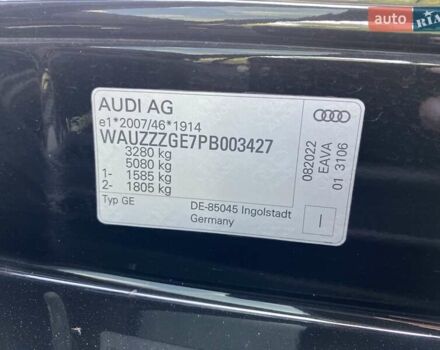 auto RIA
AUDI AG
e1*2007/46*1914
WAUZZZGE7PB003427
3280 kg
5080 kg
1- 1585 kg
2- 1805 kg
Typ GE
DE-85045 Ingolstadt
Germany
082022
EAVA
01 3106
I